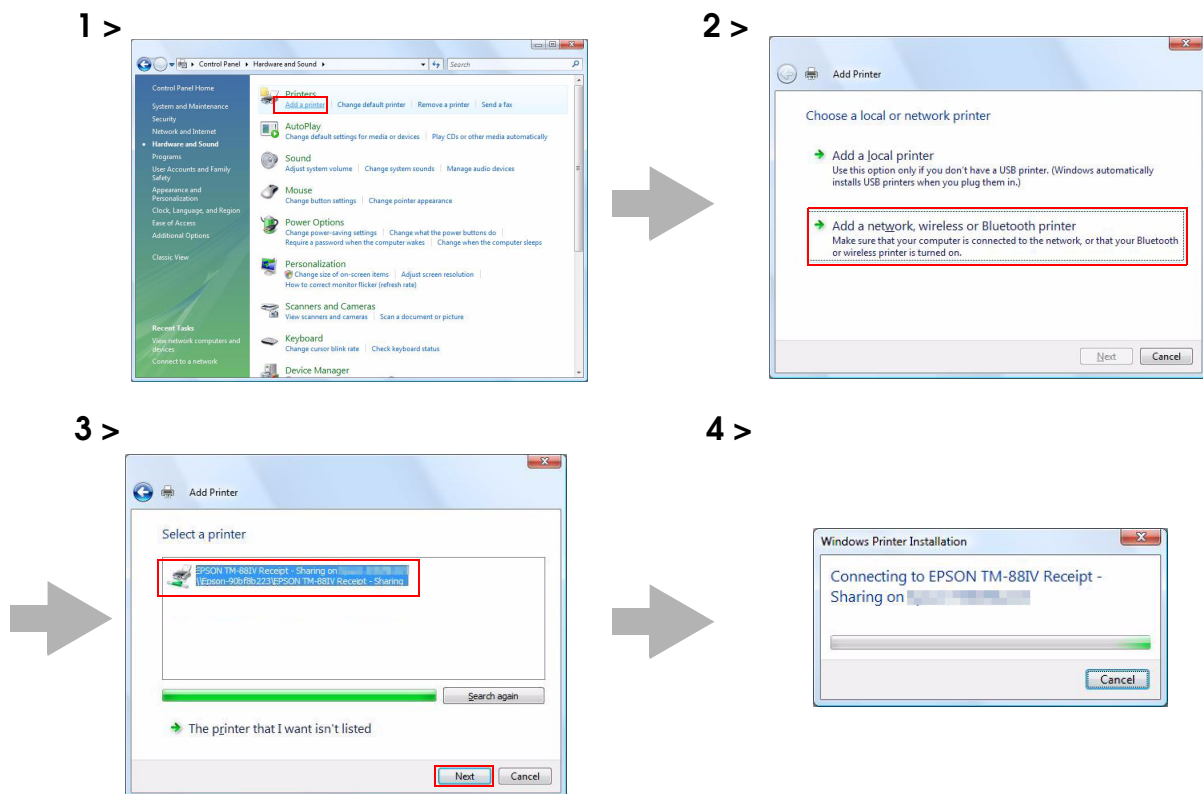 1 >
Control Panel ▸ Hardware and Sound ▸
Search
Control Panel Home
System and Maintenance
Security
Network and Internet
• Hardware and Sound
Programs
User Accounts and Family
Safety
Appearance and
Personalization
Clock, Language, and Region
Ease of Access
Additional Options
Classic View
Recent Tasks
View network computers and
devices
Connect to a network
Printers
Add a printer | Change default printer | Remove a printer | Send a fax
AutoPlay
Change default settings for media or devices | Play CDs or other media automatically
Sound
Adjust system volume | Change system sounds | Manage audio devices
Mouse
Change button settings | Change pointer appearance
Power Options
Change power-saving settings | Change what the power buttons do |
Require a password when the computer wakes | Change when the computer sleeps
Personalization
Change size of on-screen items | Adjust screen resolution |
How to correct monitor flicker (refresh rate)
Scanners and Cameras
View scanners and cameras | Scan a document or picture
Keyboard
Change cursor blink rate | Check keyboard status
Device Manager
2 >
Add Printer
Choose a local or network printer
Add a local printer
Use this option only if you don't have a USB printer. (Windows automatically
installs USB printers when you plug them in.)
Add a network, wireless or Bluetooth printer
Make sure that your computer is connected to the network, or that your Bluetooth
or wireless printer is turned on.
Next Cancel
3 >
Add Printer
Select a printer
EPSON TM-88IV Receipt - Sharing on
\\Epson-90bf8b223\EPSON TM-88IV Receipt - Sharing
Search again
The printer that I want isn't listed
Next Cancel
4 >
Windows Printer Installation
Connecting to EPSON TM-88IV Receipt -
Sharing on
Cancel